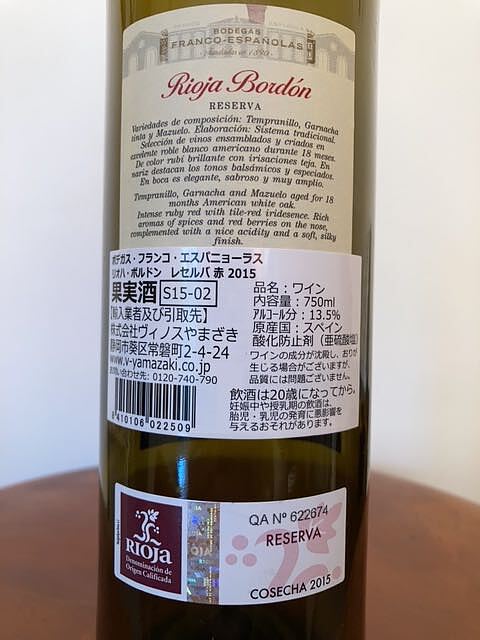 BODEGAS
FRANCO-ESPAÑOLAS
Fundada en 1890
Rioja Bordón
RESERVA
Variedades de composición: Tempranillo, Garnacha
tinta y Mazuelo. Elaboración: Sistema tradicional.
Selección de vinos ensamblados y criados en
excelente roble blanco americano durante 18 meses.
De color rubí brillante con irisaciones teja. En
nariz destacan los tonos balsámicos y especiados.
En boca es elegante, sabroso y muy amplio.
Tempranillo, Garnacha and Mazuelo aged for 18
months American white oak.
Intense ruby red with tile-red iridesence. Rich
aromas of spices and red berries on the nose,
complemented with a nice acidity and a soft, silky
finish.
ボデガス・フランコ・エスパニョーラス
リオハ・ボルドン レセルバ 赤 2015
果実酒 S15-02
【輸入業者及び引取先】
株式会社ヴィノスやまざき
静岡市葵区常磐町2-4-24
www.v-yamazaki.co.jp
お問い合わせ先：0120-740-790
8410106 022509
品名：ワイン
内容量：750ml
アルコール分：13.5%
原産国：スペイン
酸化防止剤（亜硫酸塩）
ワインの成分が沈殿し、おりが
生じる場合がございますが、
品質には問題ございません。
飲酒は20歳になってから。
妊娠中や授乳期の飲酒は、
胎児・乳児の発育に悪影響を
与えるおそれがあります。
RIOJA
Denominación de
Origen Calificada
QA Nº 622674
RESERVA
COSECHA 2015